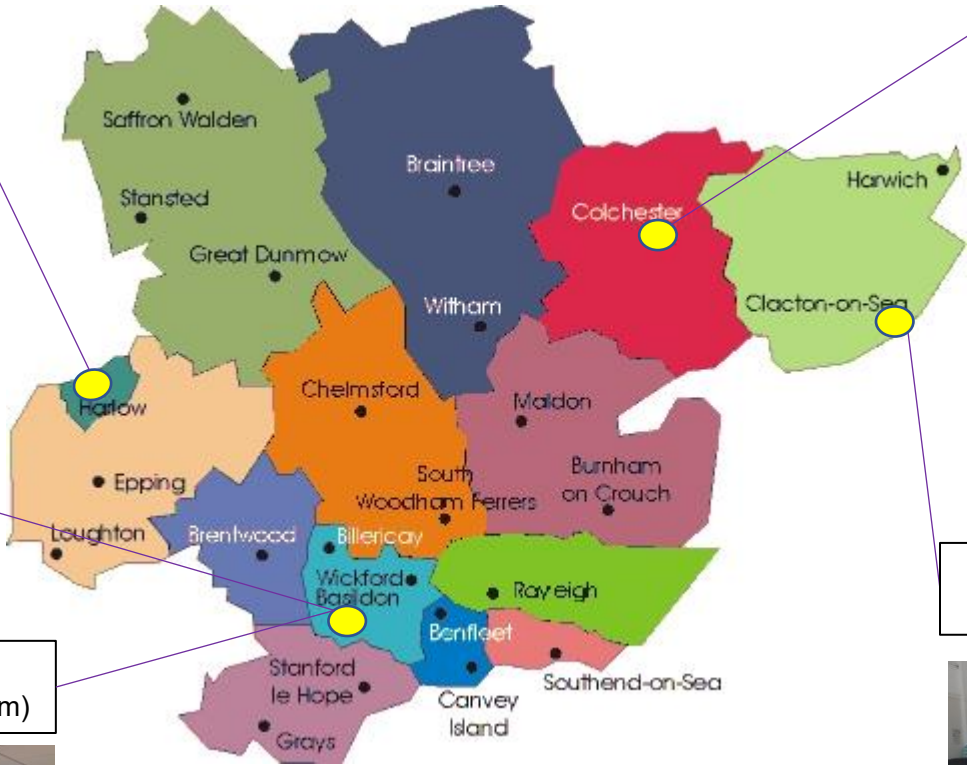 Saffron Walden
Stansted
Great Dunmow
Braintree
Witham
Colchester
Harwich
Clacton-on-Sea
Harlow
Epping
Loughton
Chelmsford
South
Woodham Ferrers
Maldon
Burnham
on Crouch
Brentwood
Billericay
Wickford
Basildon
Rayleigh
Benfleet
Canvey
Island
Southend-on-Sea
Stanford
le Hope
Grays
m)